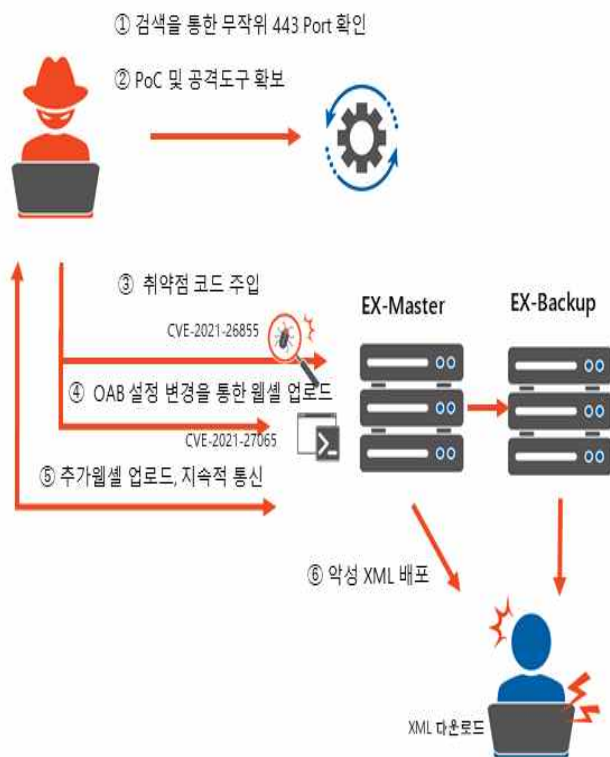 ① 검색을 통한 무작위 443 Port 확인
② PoC 및 공격도구 확보
③ 취약점 코드 주입
CVE-2021-26855
EX-Master
EX-Backup
④ OAB 설정 변경을 통한 웹셸 업로드
CVE-2021-27065
⑤ 추가웹셸 업로드, 지속적 통신
⑥ 악성 XML 배포
XML 다운로드